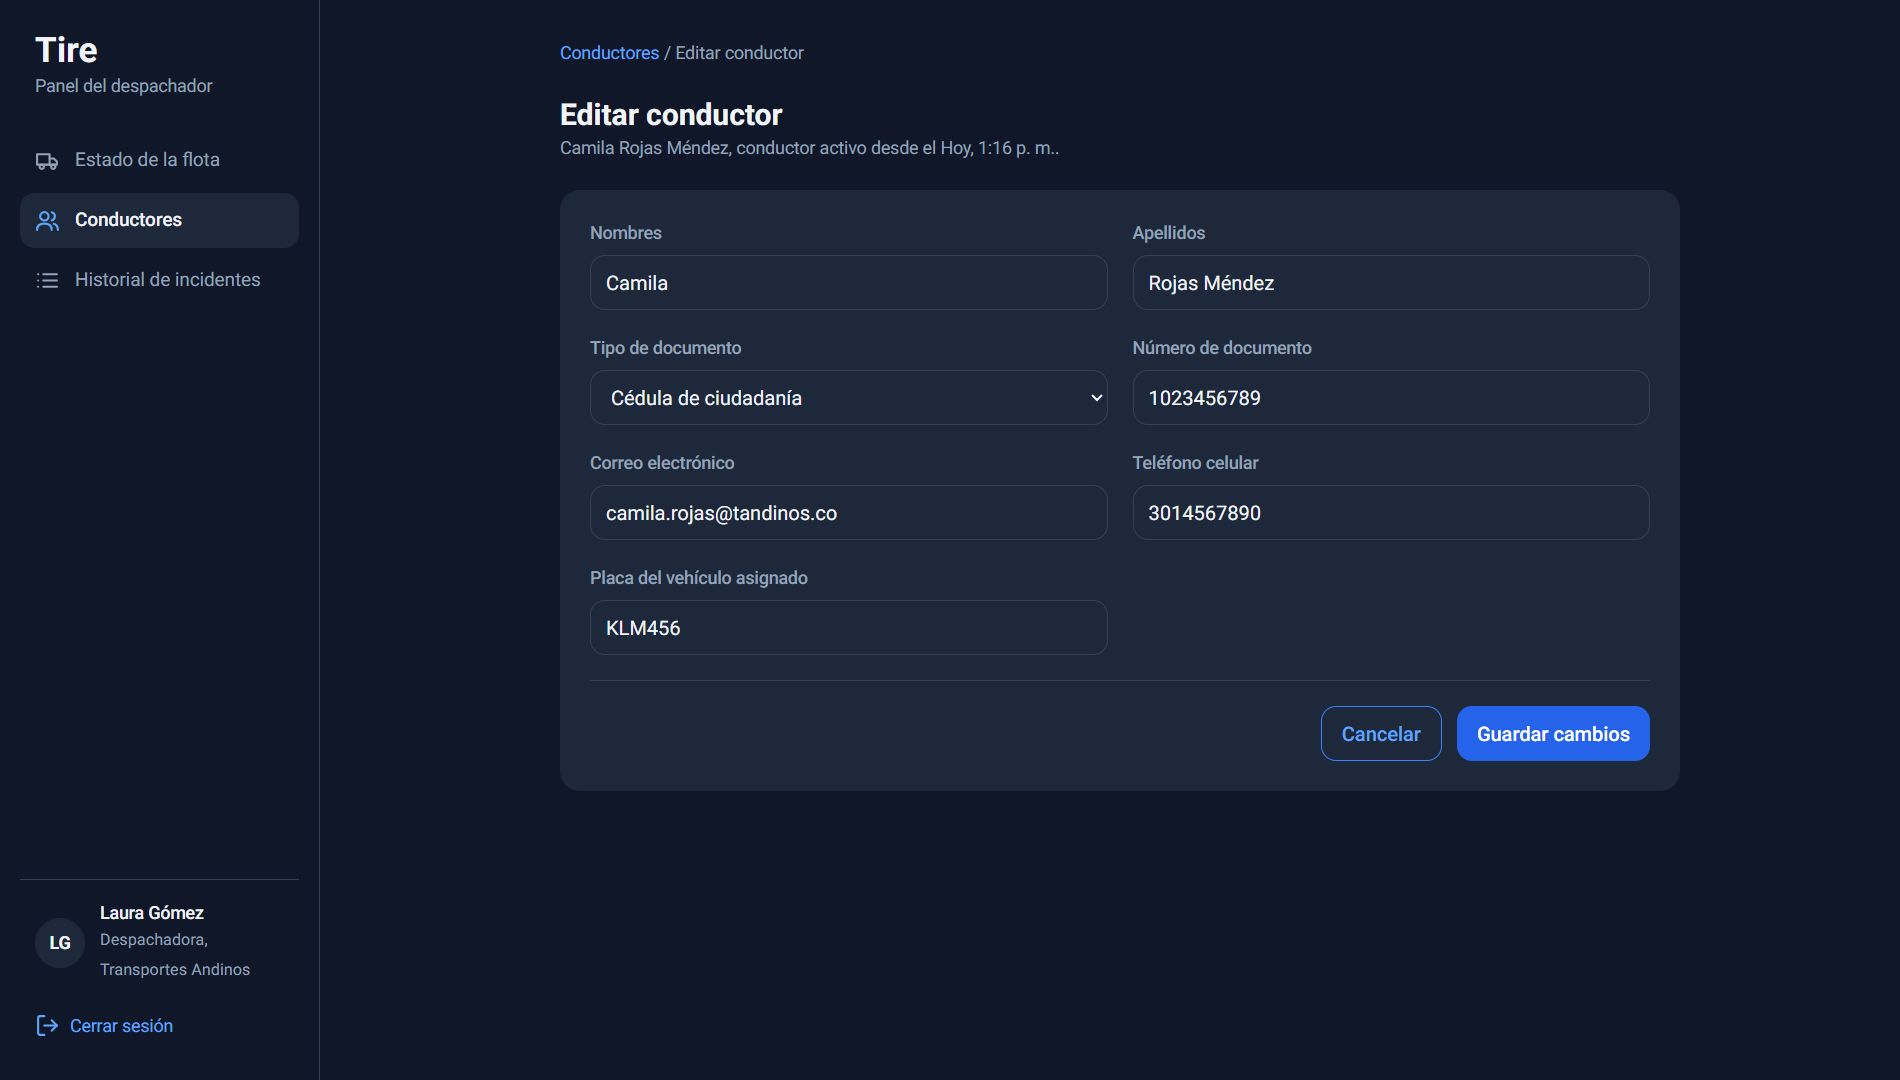 Tire
Panel del despachador
Estado de la flota
Conductores
Historial de incidentes
Laura Gómez
Despachadora,
Transportes Andinos
LG
Cerrar sesión
Conductores / Editar conductor
Editar conductor
Camila Rojas Méndez, conductor activo desde el Hoy, 1:16 p. m..
Nombres
Camila
Apellidos
Rojas Méndez
Tipo de documento
Cédula de ciudadanía
Número de documento
1023456789
Correo electrónico
camila.rojas@tandinos.co
Teléfono celular
3014567890
Placa del vehículo asignado
KLM456
Cancelar
Guardar cambios